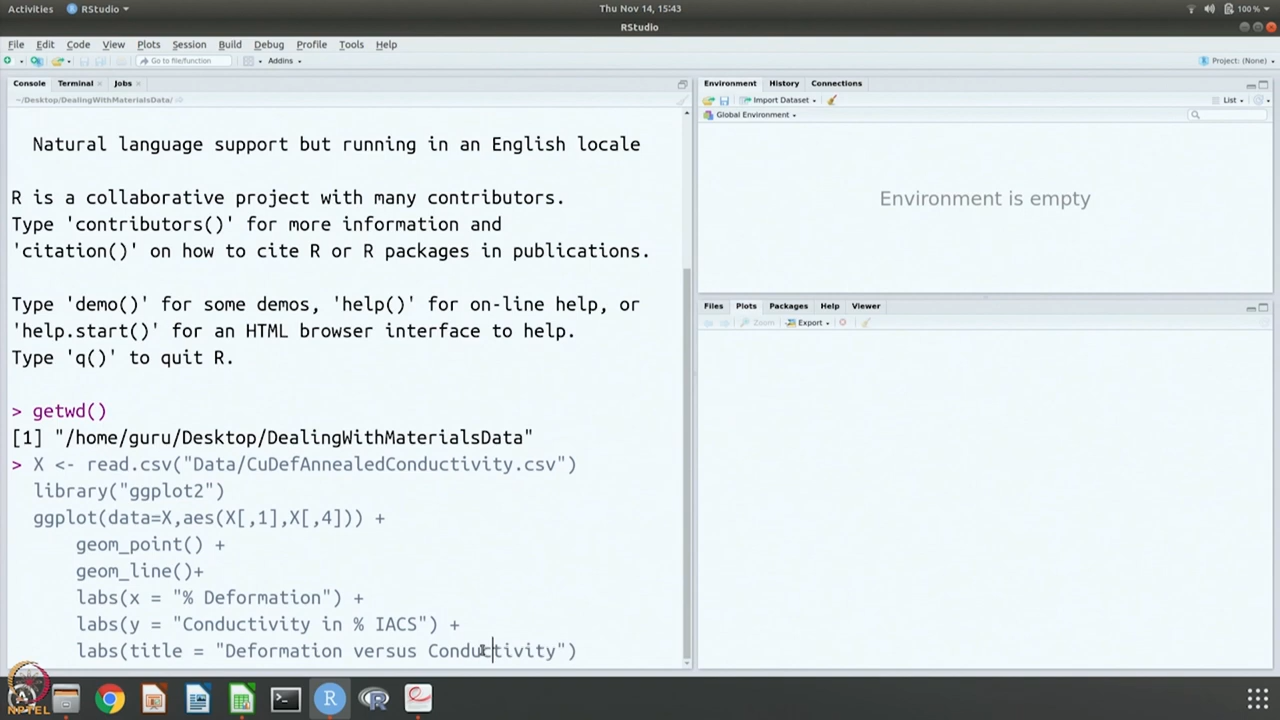 Activities RStudio Thu Nov 14, 15:43 100 %
RStudio
File Edit Code View Plots Session Build Debug Profile Tools Help
Go to file/function Addins Project: (None)
Console Terminal Jobs
~/Desktop/DealingWithMaterialsData/
Natural language support but running in an English locale
R is a collaborative project with many contributors.
Type 'contributors()' for more information and
'citation()' on how to cite R or R packages in publications.
Type 'demo()' for some demos, 'help()' for on-line help, or
'help.start()' for an HTML browser interface to help.
Type 'q()' to quit R.
> getwd()
[1] "/home/guru/Desktop/DealingWithMaterialsData"
> X <- read.csv("Data/CuDefAnnealedConductivity.csv")
library("ggplot2")
ggplot(data=X,aes(X[,1],X[,4])) +
geom_point() +
geom_line()+
labs(x = "% Deformation") +
labs(y = "Conductivity in % IACS") +
labs(title = "Deformation versus Conductivity")
Environment History Connections
Import Dataset List
Global Environment
Environment is empty
Files Plots Packages Help Viewer
Zoom Export
NPTEL